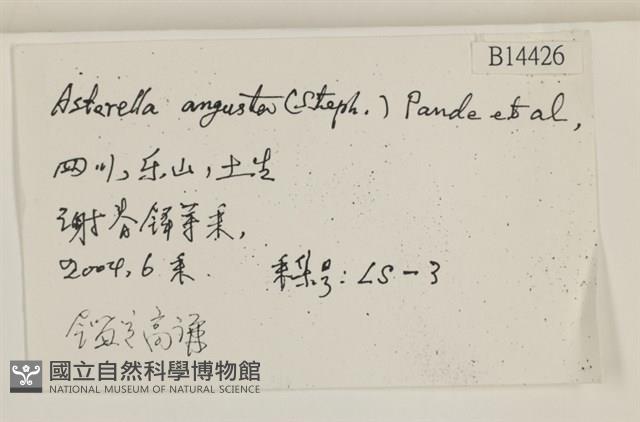 B14426
Asterella angusta (Steph.) Pande et al,
四川, 乐山, 土生
谢 等采,
2004, 6 采. 采集号: LS-3
高谦
國立自然科學博物館
NATIONAL MUSEUM OF NATURAL SCIENCE